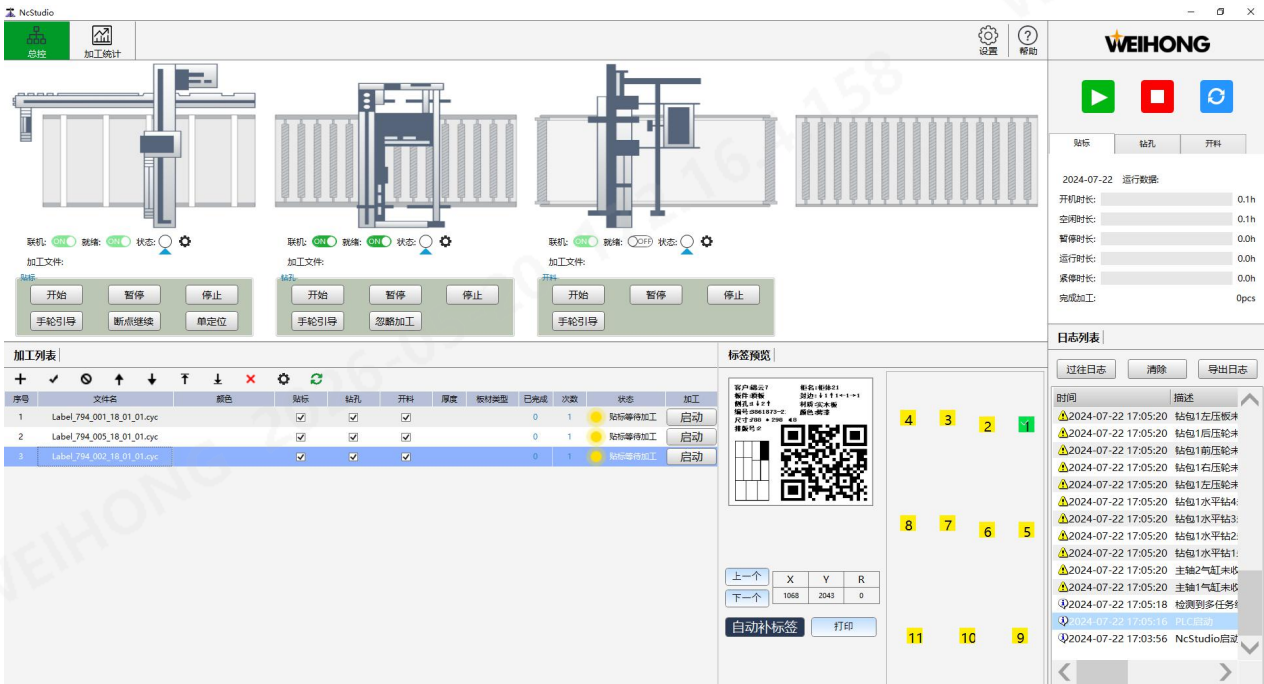 NcStudio
总控
加工统计
设置
帮助
WEIHONG
贴标 钻孔 开料
2024-07-22 运行数据:
开机时长: 0.1h
空闲时长: 0.1h
暂停时长: 0.0h
运行时长: 0.0h
紧停时长: 0.0h
完成加工: 0pcs
联机: ON 就绪: ON 状态:
加工文件:
贴标
开始 暂停 停止
手轮引导 断点继续 单定位
联机: ON 就绪: ON 状态:
加工文件:
钻孔
开始 暂停 停止
手轮引导 忽略加工
联机: ON 就绪: OFF 状态:
加工文件:
开料
开始 暂停 停止
手轮引导
加工列表
序号 文件名 颜色 贴标 钻孔 开料 厚度 板材类型 已完成 次数 状态 加工
1 Label_794_001_18_01_01.cyc 0 1 贴标等待加工 启动
2 Label_794_005_18_01_01.cyc 0 1 贴标等待加工 启动
3 Label_794_002_18_01_01.cyc 0 1 贴标等待加工 启动
标签预览
客户:锦云7 柜名:柜体21
上一个
下一个
X Y R
1068 2043 0
自动补标签 打印
4 3 2 1
8 7 6 5
11 10 9
日志列表
过往日志 清除 导出日志
时间 描述
2024-07-22 17:05:20 钻包1左压板未
2024-07-22 17:05:20 钻包1后压轮未
2024-07-22 17:05:20 钻包1前压轮未
2024-07-22 17:05:20 钻包1右压轮未
2024-07-22 17:05:20 钻包1左压轮未
2024-07-22 17:05:20 钻包1水平钻4
2024-07-22 17:05:20 钻包1水平钻3
2024-07-22 17:05:20 钻包1水平钻2
2024-07-22 17:05:20 钻包1水平钻1
2024-07-22 17:05:20 主轴2气缸未收
2024-07-22 17:05:20 主轴1气缸未收
2024-07-22 17:05:18 检测到多任务
2024-07-22 17:05:16 PLC启动
2024-07-22 17:03:56 NcStudio启动